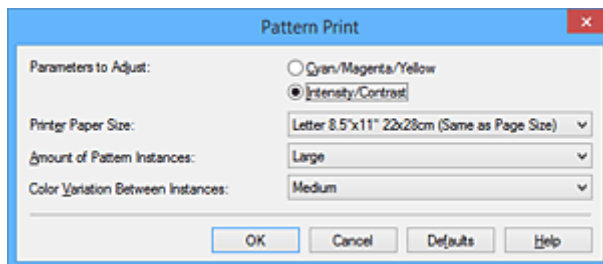 Pattern Print
Parameters to Adjust:
Cyan/Magenta/Yellow
Intensity/Contrast
Printer Paper Size:
Letter 8.5"x11" 22x28cm (Same as Page Size)
Amount of Pattern Instances:
Large
Color Variation Between Instances:
Medium
OK
Cancel
Defaults
Help